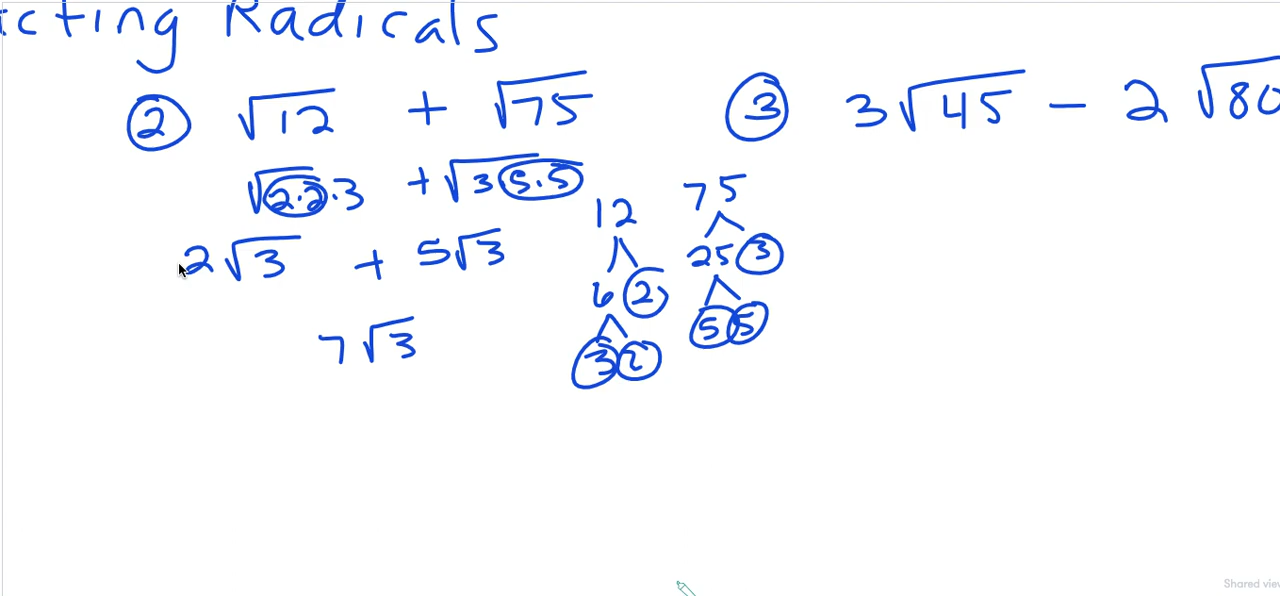 cting Radicals
② √12 + √75
√2·2·3 + √3 5·5
2√3 + 5√3
7√3
12
6 2
3 2
75
25 3
5 5
③ 3√45 - 2√80
Shared view